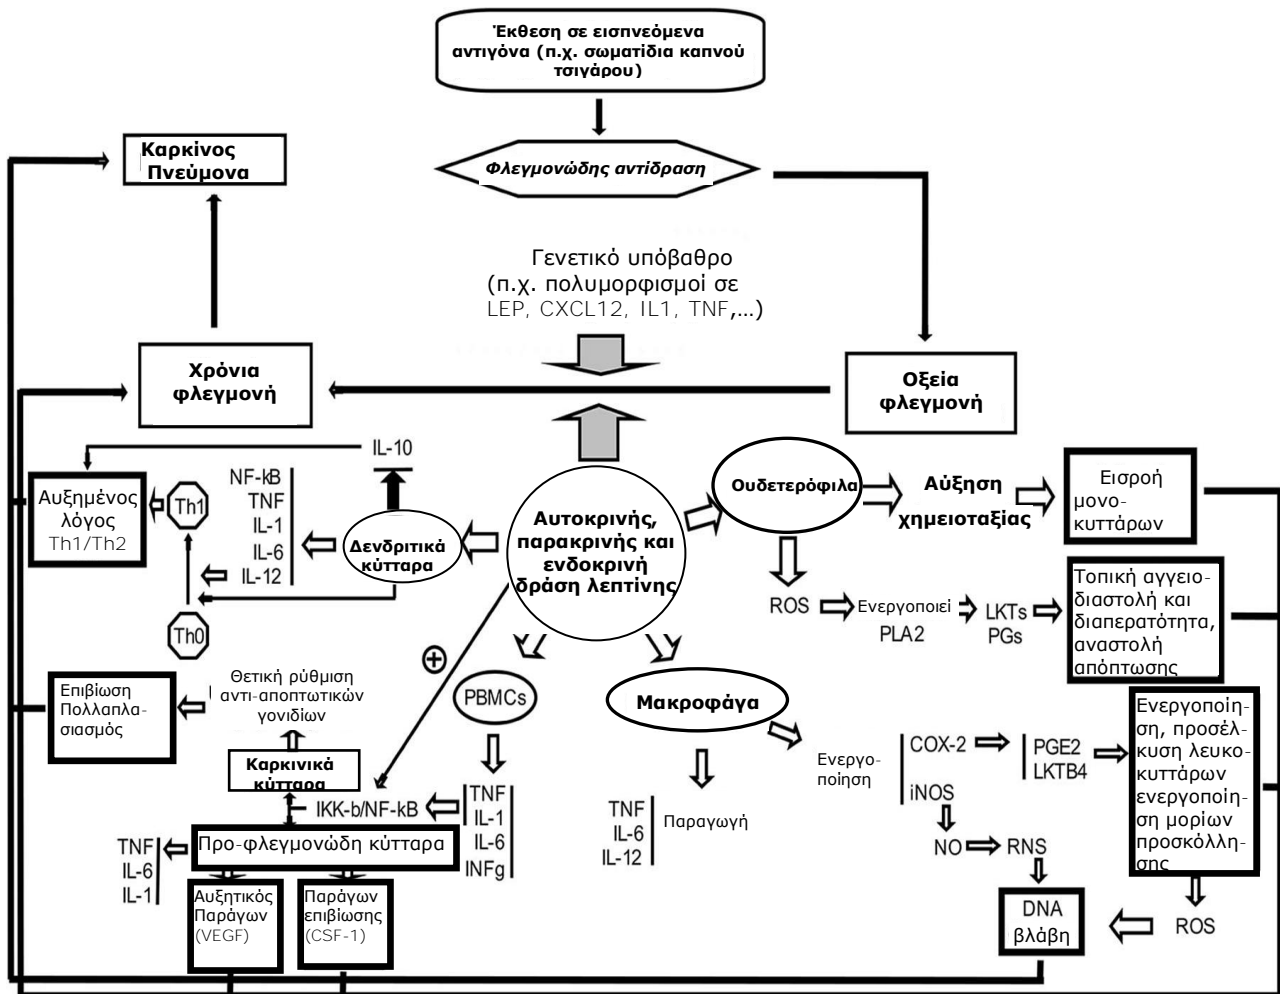 Έκθεση σε εισπνεόμενα
αντιγόνα (π.χ. σωματίδια καπνού
τσιγάρου)
Καρκίνος
Πνεύμονα
Φλεγμονώδης αντίδραση
Γενετικό υπόβαθρο
(π.χ. πολυμορφισμοί σε
LEP, CXCL12, IL1, TNF,...)
Χρόνια
φλεγμονή
Οξεία
φλεγμονή
IL-10
NF-kB
TNF
IL-1
IL-6
IL-12
Αυξημένος
λόγος
Th1/Th2
Th1
Th0
Δενδριτικά
κύτταρα
Αυτοκρινής,
παρακρινής και
ενδοκρινή
δράση λεπτίνης
Ουδετερόφιλα
Αύξηση
χημειοταξίας
Εισροή
μονο-
κυττάρων
ROS
Ενεργοποιεί
PLA2
LKTs
PGs
Τοπική αγγειο-
διαστολή και
διαπερατότητα,
αναστολή
απόπτωσης
Επιβίωση
Πολλαπλα-
σιασμός
Θετική ρύθμιση
αντι-αποπτωτικών
γονιδίων
+
PBMCs
Μακροφάγα
Καρκινικά
κύτταρα
IKK-b/NF-kB
TNF
IL-1
IL-6
INFg
TNF
IL-6
IL-12
Παραγωγή
Ενεργο-
ποίηση
COX-2
iNOS
PGE2
LKTB4
NO
RNS
Ενεργοποίη-
ση, προσέλ-
κυση λευκο-
κυττάρων
ενεργοποίη-
ση μορίων
προσκόλλη-
σης
Προ-φλεγμονώδη κύτταρα
TNF
IL-6
IL-1
Αυξητικός
Παράγων
(VEGF)
Παράγων
επιβίωσης
(CSF-1)
DNA
βλάβη
ROS